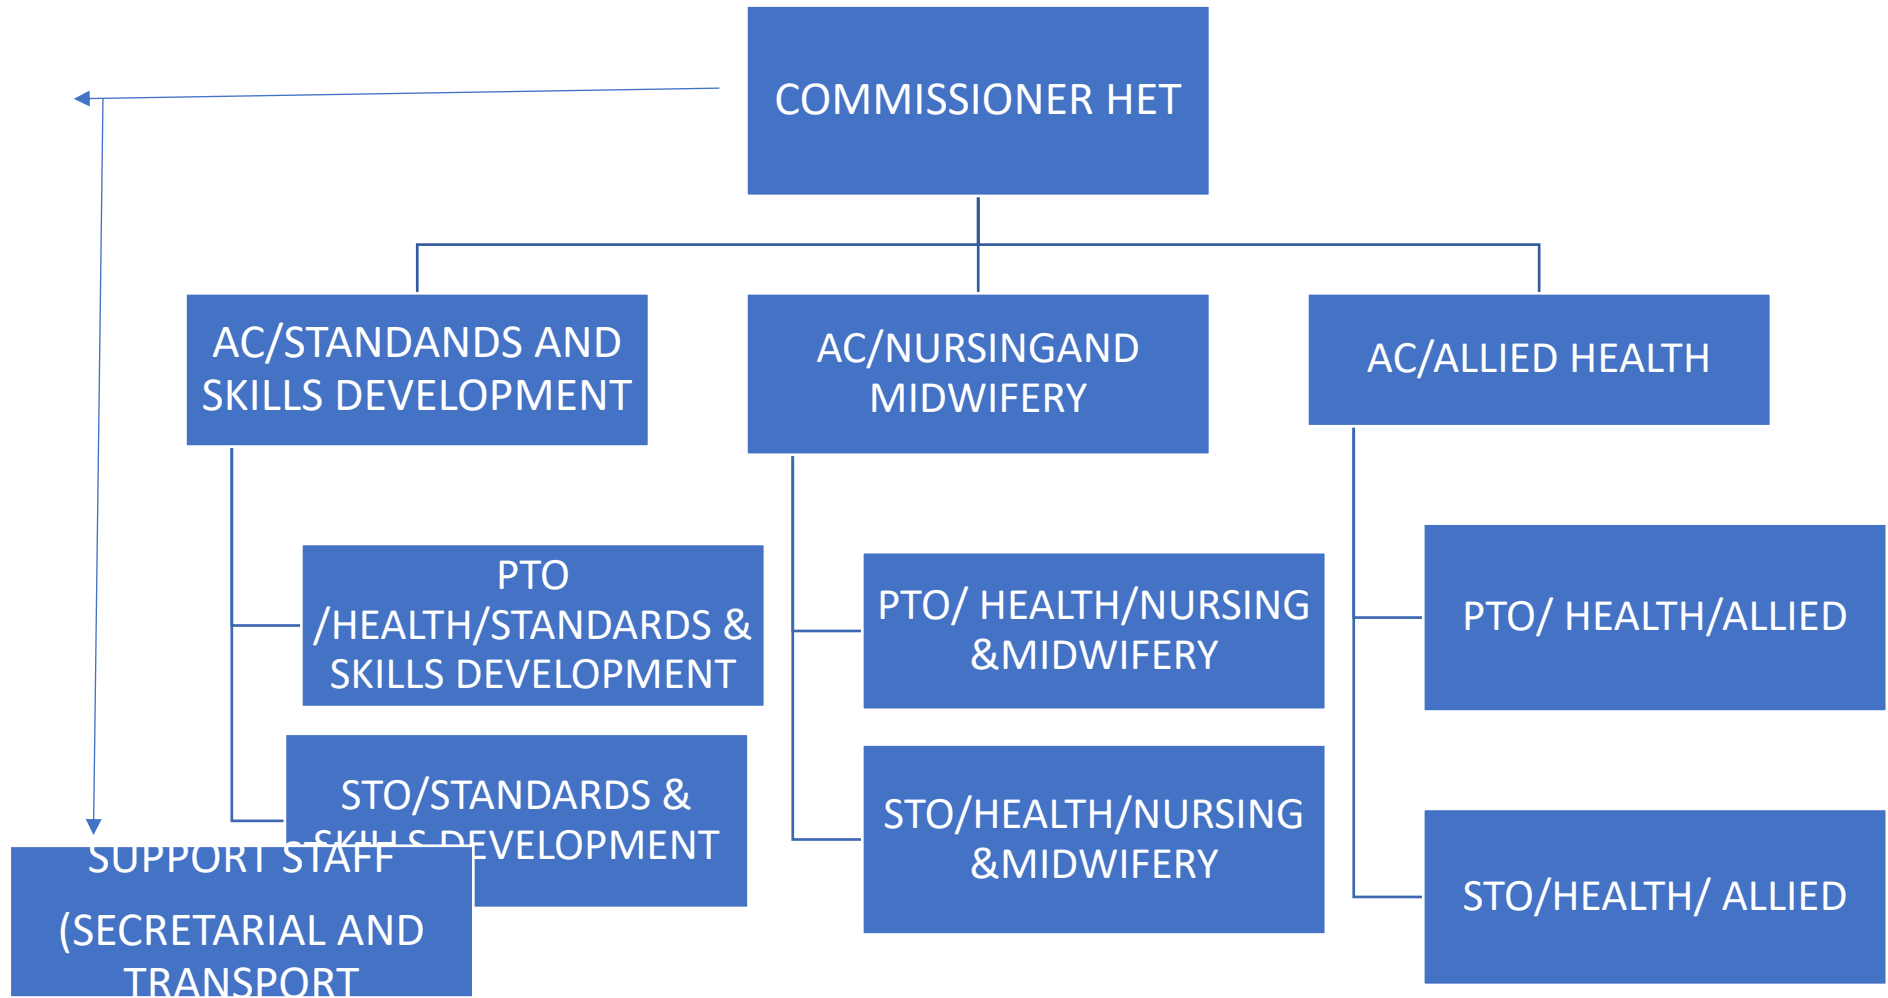 COMMISSIONER HET
AC/STANDANDS AND
SKILLS DEVELOPMENT
AC/NURSINGAND
MIDWIFERY
AC/ALLIED HEALTH
PTO
/HEALTH/STANDARDS &
SKILLS DEVELOPMENT
PTO/ HEALTH/NURSING
&MIDWIFERY
PTO/ HEALTH/ALLIED
STO/STANDARDS &
SKILLS DEVELOPMENT
STO/HEALTH/NURSING
&MIDWIFERY
STO/HEALTH/ ALLIED
SUPPORT STAFF
(SECRETARIAL AND
TRANSPORT